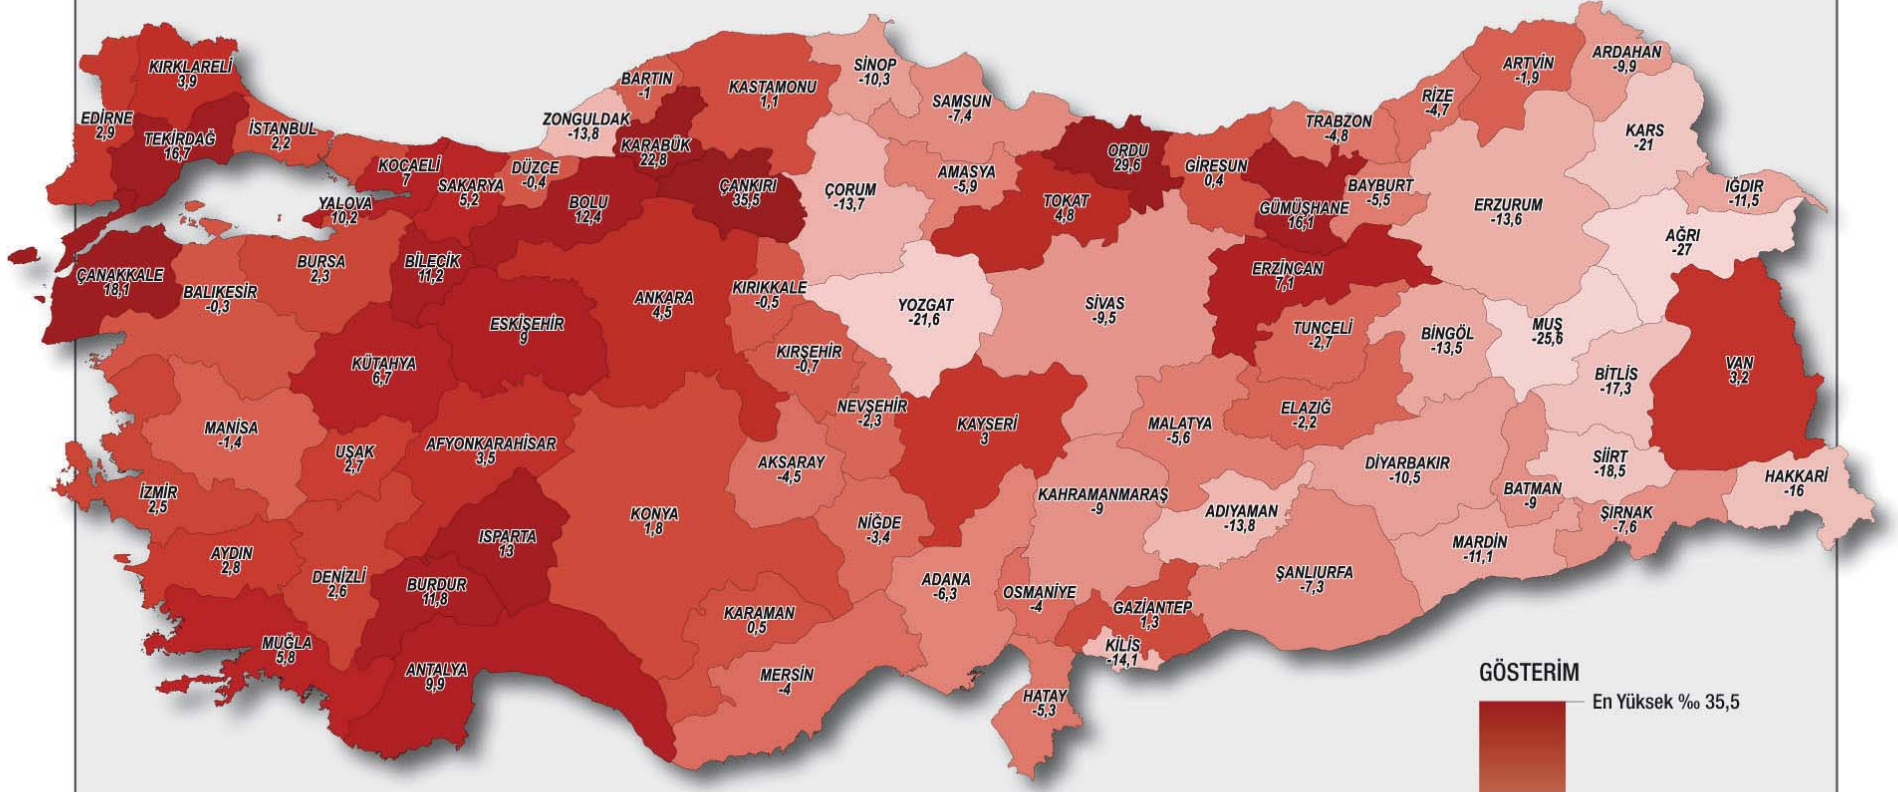 KIRKLARELİ
3,9
EDİRNE
2,9
TEKİRDAĞ
16,7
İSTANBUL
2,2
KOCAELİ
7
SAKARYA
5,2
YALOVA
10,2
DÜZCE
-0,4
ZONGULDAK
-13,8
BARTIN
-1
KARABÜK
22,8
KASTAMONU
1,1
SİNOP
-10,3
SAMSUN
-7,4
AMASYA
-5,9
ÇORUM
-13,7
ÇANKIRI
35,5
BOLU
12,4
ORDU
29,6
TOKAT
4,8
GİRESUN
0,4
GÜMÜŞHANE
16,1
TRABZON
-4,8
BAYBURT
-5,5
RİZE
-4,7
ARTVİN
-1,9
ARDAHAN
-9,9
KARS
-21
IĞDIR
-11,5
AĞRI
-27
ERZURUM
-13,6
ERZİNCAN
7,1
ÇANAKKALE
18,1
BALIKESİR
-0,3
BURSA
2,3
BİLECİK
11,2
ESKİŞEHİR
9
ANKARA
4,5
KIRIKKALE
-0,5
YOZGAT
-21,6
SİVAS
-9,5
TUNCELİ
-2,7
BİNGÖL
-13,5
MUŞ
-25,6
BİTLİS
-17,3
VAN
3,2
KÜTAHYA
6,7
KIRŞEHİR
-0,7
NEVŞEHİR
-2,3
KAYSERİ
3
MALATYA
-5,6
ELAZIĞ
-2,2
MANİSA
-1,4
UŞAK
2,7
AFYONKARAHİSAR
3,5
AKSARAY
-4,5
DİYARBAKIR
-10,5
BATMAN
-9
SİİRT
-18,5
HAKKARİ
-16
ŞIRNAK
-7,6
MARDİN
-11,1
İZMİR
2,5
ISPARTA
13
KONYA
1,8
NİĞDE
-3,4
KAHRAMANMARAŞ
-9
ADIYAMAN
-13,8
ŞANLIURFA
-7,3
AYDIN
2,8
DENİZLİ
2,6
BURDUR
11,8
KARAMAN
0,5
ADANA
-6,3
OSMANİYE
-4
GAZİANTEP
1,3
KİLİS
-14,1
MUĞLA
5,8
ANTALYA
9,9
MERSİN
-4
HATAY
-5,3
GÖSTERİM
En Yüksek ‰ 35,5